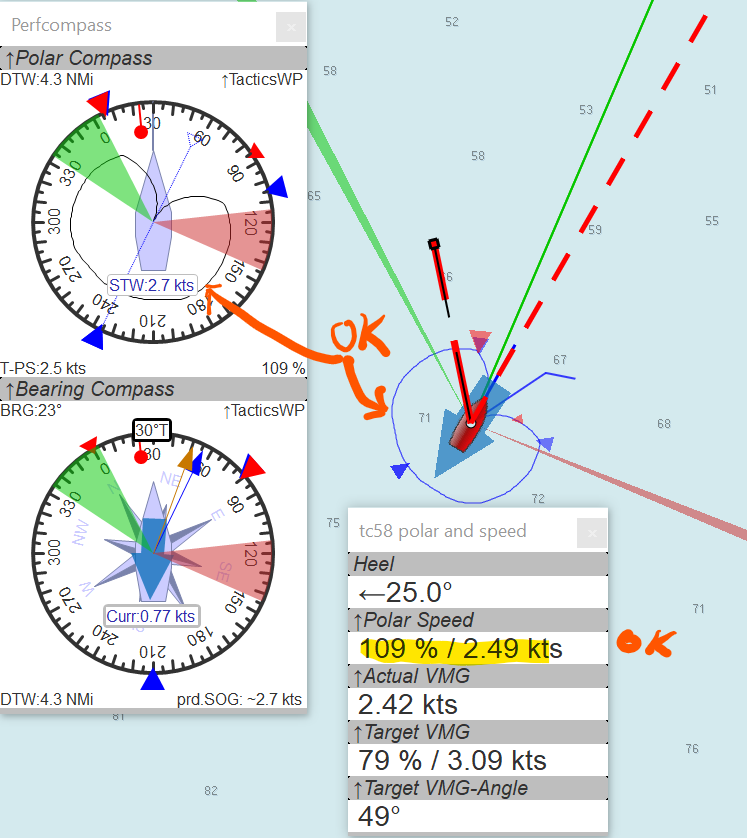 Perfcompass
×
↑Polar Compass
DTW:4.3 NMi ↑TacticsWP
0 30 60 90 120 150 180 210 240 270 300 330
STW:2.7 kts
T-PS:2.5 kts 109 %
↑Bearing Compass
BRG:23° ↑TacticsWP
30°T
0 30 60 90 120 150 180 210 240 270 300 330
NE E SE W NW
Curr:0.77 kts
DTW:4.3 NMi prd.SOG: ~2.7 kts
52
58
51
53
58
65
55
59
OK
67
71
68
72
75
71
76
81
82
tc58 polar and speed
×
Heel
←25.0°
↑Polar Speed
109 % / 2.49 kts
OK
↑Actual VMG
2.42 kts
↑Target VMG
79 % / 3.09 kts
↑Target VMG-Angle
49°